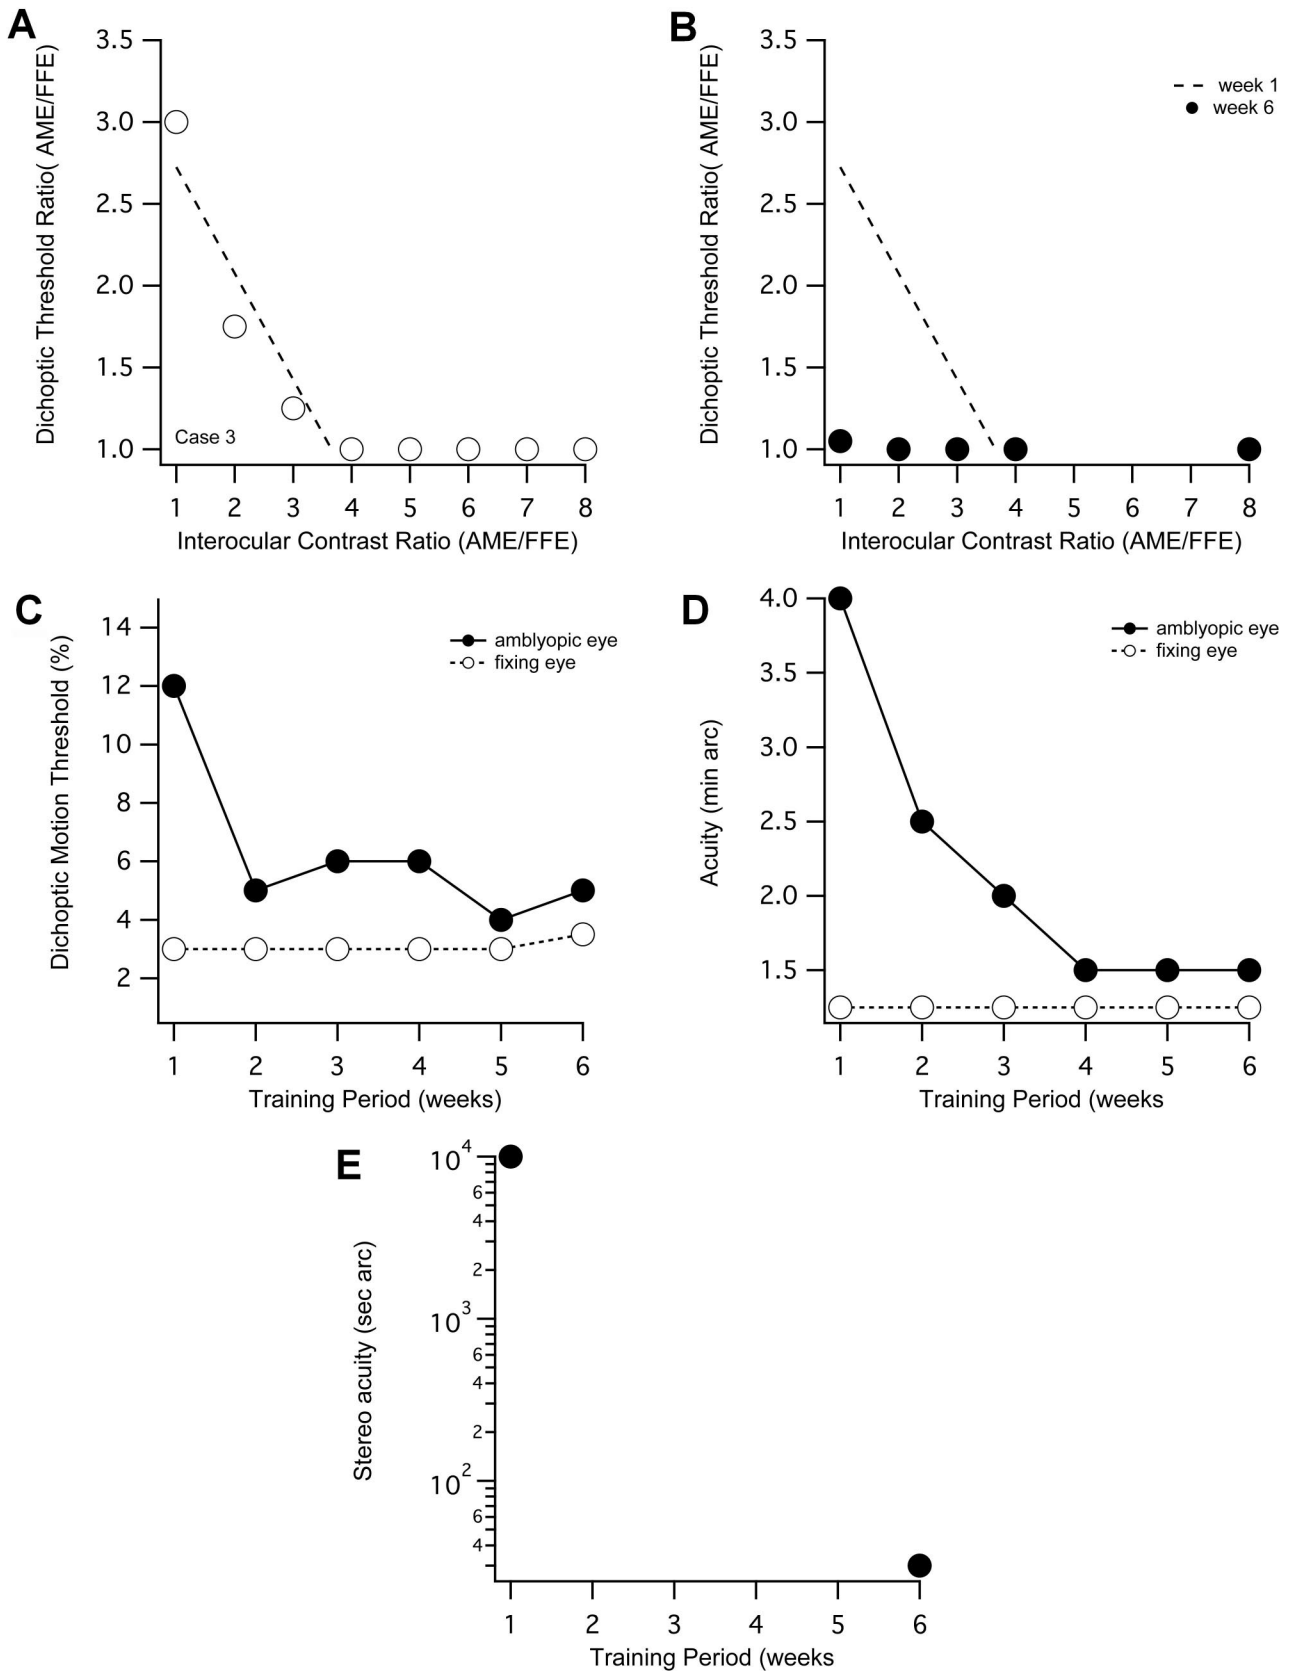 A
Dichoptic Threshold Ratio( AME/FFE)
3.5
3.0
2.5
2.0
1.5
1.0
Case 3
1 2 3 4 5 6 7 8
Interocular Contrast Ratio (AME/FFE)
B
Dichoptic Threshold Ratio( AME/FFE)
3.5
3.0
2.5
2.0
1.5
1.0
week 1
week 6
1 2 3 4 5 6 7 8
Interocular Contrast Ratio (AME/FFE)
C
Dichoptic Motion Threshold (%)
14
12
10
8
6
4
2
amblyopic eye
fixing eye
1 2 3 4 5 6
Training Period (weeks)
D
Acuity (min arc)
4.0
3.5
3.0
2.5
2.0
1.5
amblyopic eye
fixing eye
1 2 3 4 5 6
Training Period (weeks
E
Stereo acuity (sec arc)
10⁴
6
4
2
10³
6
4
2
10²
6
4
1 2 3 4 5 6
Training Period (weeks